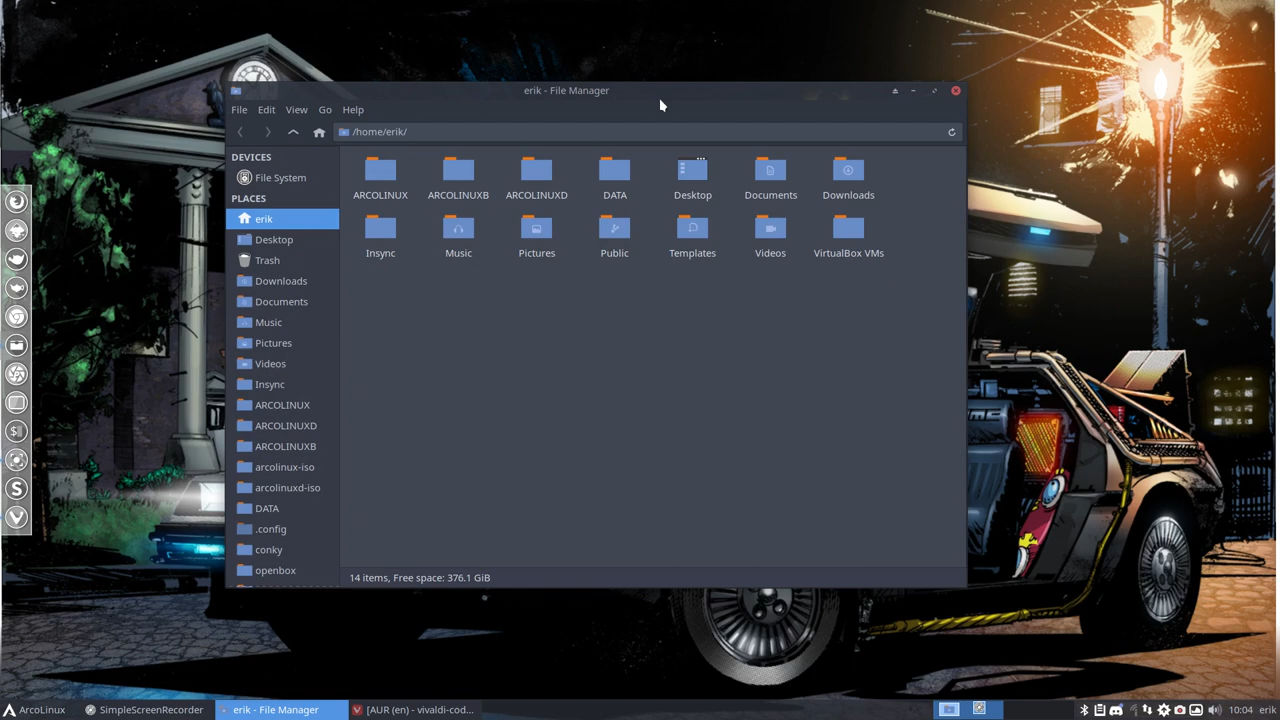 erik - File Manager
File Edit View Go Help
/home/erik/
DEVICES
File System
PLACES
erik
Desktop
Trash
Downloads
Documents
Music
Pictures
Videos
Insync
ARCOLINUX
ARCOLINUXD
ARCOLINUXB
arcolinux-iso
arcolinuxd-iso
DATA
.config
conky
openbox
ARCOLINUX ARCOLINUXB ARCOLINUXD DATA Desktop Documents Downloads
Insync Music Pictures Public Templates Videos VirtualBox VMs
14 items, Free space: 376.1 GiB
ArcoLinux SimpleScreenRecorder erik - File Manager [AUR (en) - vivaldi-cod... 10:04 erik